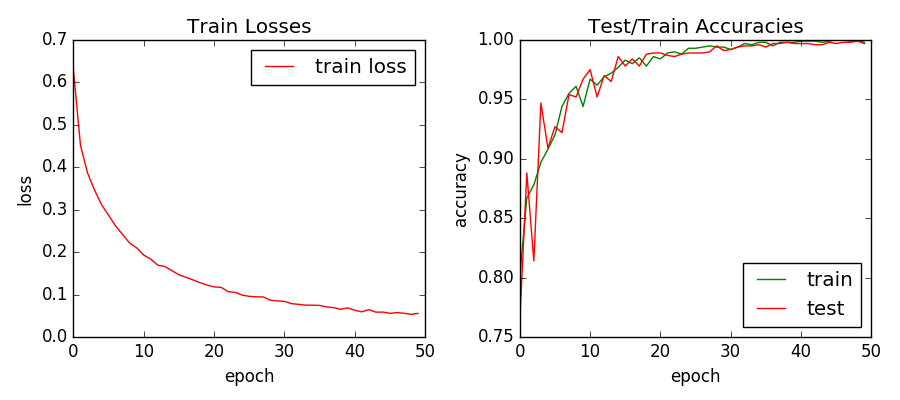 Train Losses
0.7
0.6
0.5
0.4
0.3
0.2
0.1
0.0
loss
0 10 20 30 40 50
epoch
train loss
Test/Train Accuracies
1.00
0.95
0.90
0.85
0.80
0.75
accuracy
0 10 20 30 40 50
epoch
train
test